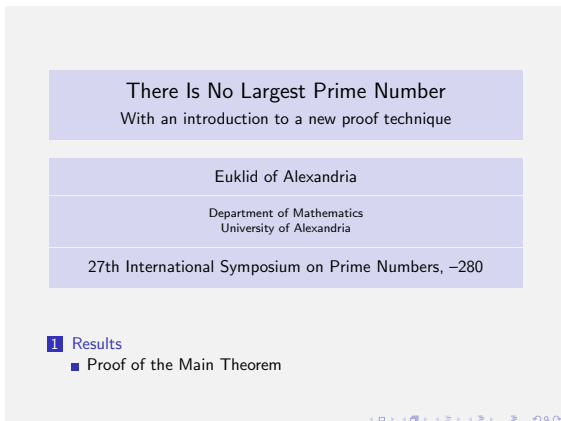 There Is No Largest Prime Number
With an introduction to a new proof technique
Euklid of Alexandria
Department of Mathematics
University of Alexandria
27th International Symposium on Prime Numbers, –280
1 Results
Proof of the Main Theorem